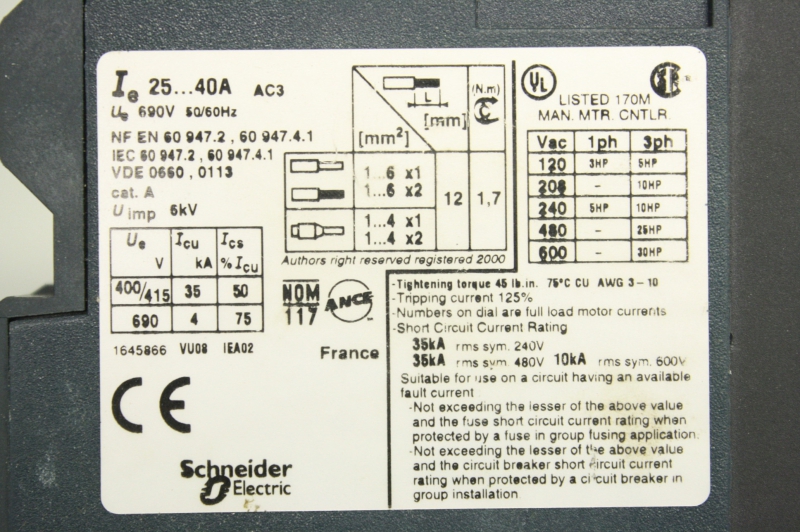 Ie 25...40A AC3
Ue 690V 50/60Hz
NF EN 60 947.2 , 60 947.4.1
IEC 60 947.2 , 60 947.4.1
VDE 0660 , 0113
cat. A
U imp 6kV
Ue Icu Ics
V kA % Icu
400/415 35 50
690 4 75
1645866 VU08 IEA02
CE
Schneider
Electric
L
[mm²] [mm] (N.m)
1...6 x1
1...6 x2
12 1,7
1...4 x1
1...4 x2
Authors right reserved registered 2000
NOM
117
ANCE
France
UL
LISTED 170M
MAN. MTR. CNTLR.
Vac 1ph 3ph
120 3HP 5HP
208 - 10HP
240 5HP 10HP
480 - 25HP
600 - 30HP
-Tightening torque 45 lb.in. 75°C CU AWG 3-10
-Tripping current 125%
-Numbers on dial are full load motor currents
-Short Circuit Current Rating
35kA rms sym. 240V
35kA rms sym. 480V 10kA rms sym. 600V
Suitable for use on a circuit having an available
fault current
-Not exceeding the lesser of the above value
and the fuse short circuit current rating when
protected by a fuse in group fusing application.
-Not exceeding the lesser of the above value
and the circuit breaker short circuit current
rating when protected by a circuit breaker in
group installation.